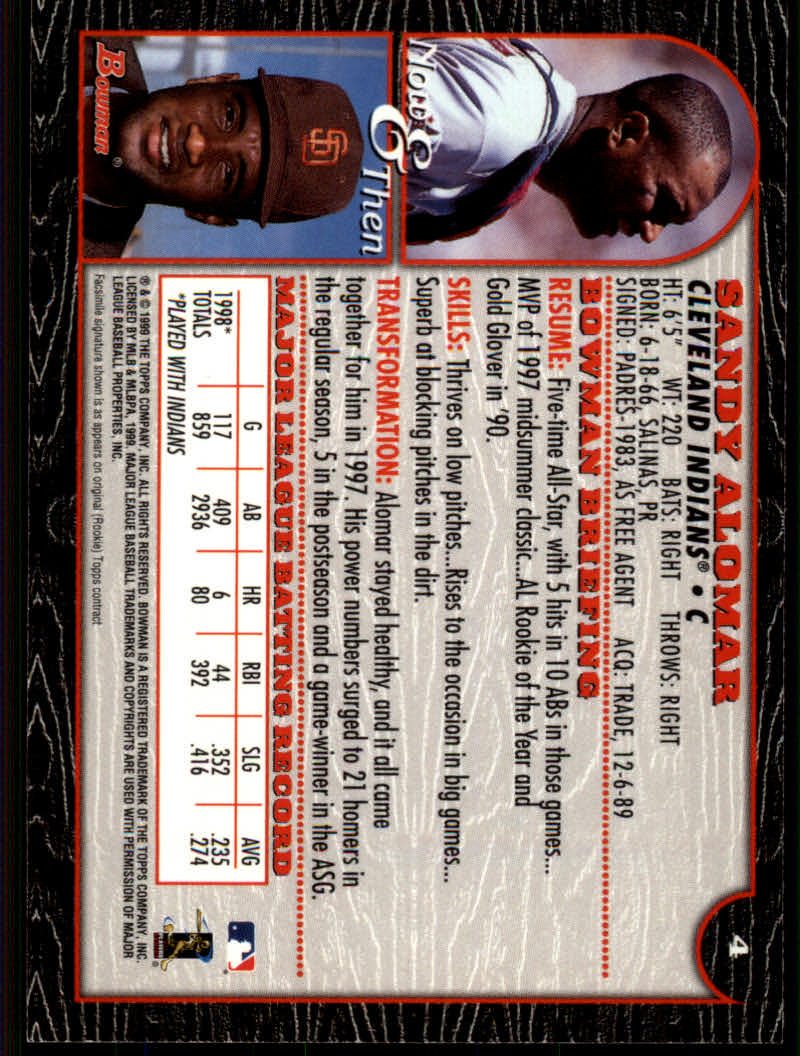 4
SANDY ALOMAR
CLEVELAND INDIANS® • C
HT: 6'5" WT: 220 BATS: RIGHT THROWS: RIGHT
BORN: 6-18-66, SALINAS, PR
SIGNED: PADRES-1983, AS FREE AGENT ACQ: TRADE, 12-6-89
BOWMAN BRIEFING
RESUME: Five-time All-Star, with 5 hits in 10 ABs in those games...
MVP of 1997 midsummer classic...AL Rookie of the Year and
Gold Glover in '90.
SKILLS: Thrives on low pitches...Rises to the occasion in big games...
Superb at blocking pitches in the dirt.
TRANSFORMATION: Alomar stayed healthy, and it all came
together for him in 1997. His power numbers surged to 21 homers in
the regular season, 5 in the postseason and a game-winner in the ASG.
MAJOR LEAGUE BATTING RECORD
G AB HR RBI SLG AVG
1998* 117 409 6 44 .352 .235
TOTALS 859 2936 80 392 .416 .274
*PLAYED WITH INDIANS
® & © 1999 THE TOPPS COMPANY, INC. ALL RIGHTS RESERVED. BOWMAN IS A REGISTERED TRADEMARK OF THE TOPPS COMPANY, INC.
LICENSED BY MLB & MLBPA, 1999. MAJOR LEAGUE BASEBALL TRADEMARKS AND COPYRIGHTS ARE USED WITH PERMISSION OF MAJOR
LEAGUE BASEBALL PROPERTIES, INC.
Facsimile signature shown is as appears on original (Rookie) Topps contract
Now &
Then
SD
Bowman®